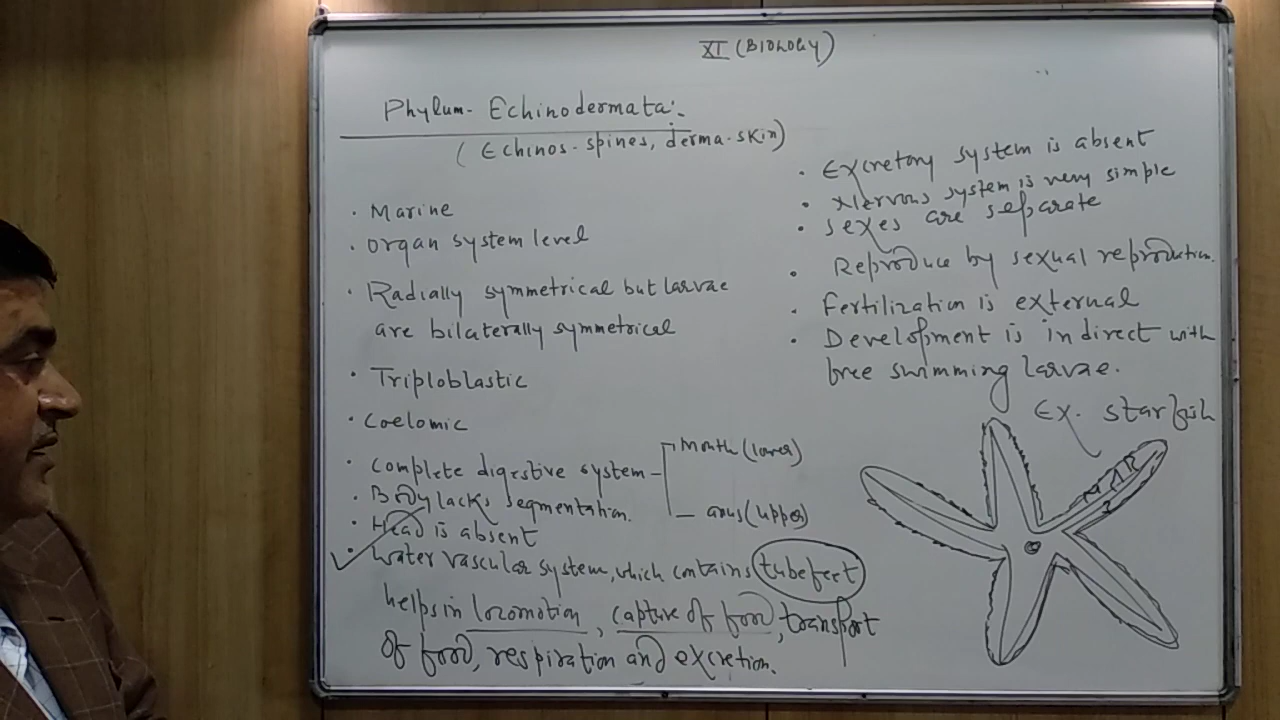 XI (BIOLOGY)
Phylum- Echinodermata:-
(Echinos- spines, derma- skin)
· Marine
· organ system level
· Radially symmetrical but larvae
are bilaterally symmetrical
· Triploblastic
· Coelomic
· complete digestive system - Mouth (lower)
anus (upper)
· Body lacks segmentation.
· Head is absent
· water vascular system, which contains tube feet
helps in locomotion, capture of food, transport
of food, respiration and excretion.
· Excretory system is absent
· Nervous system is very simple
· sexes are separate
· Reproduce by sexual reproduction.
· Fertilization is external
· Development is indirect with
free swimming larvae.
Ex. starfish